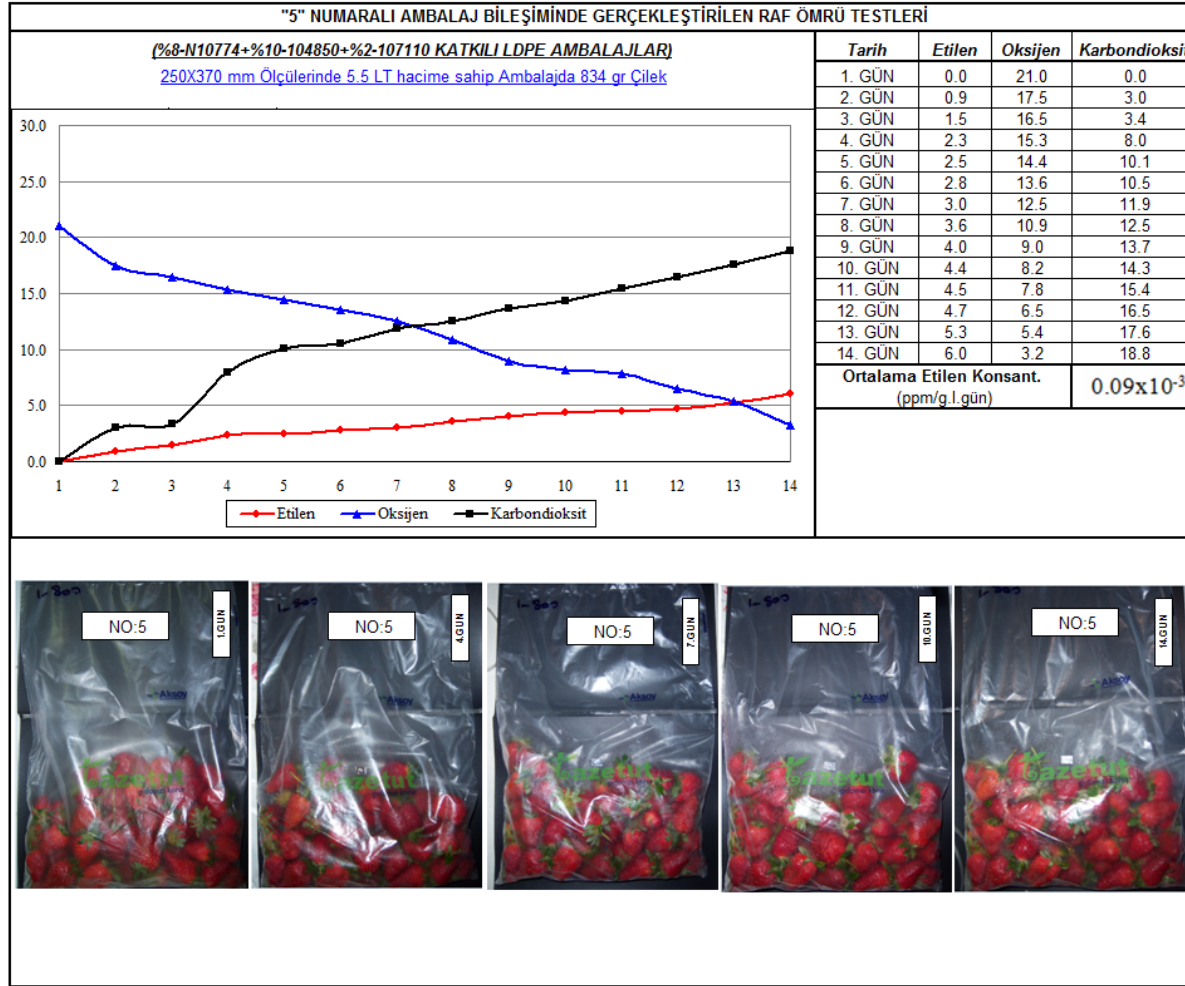 "5" NUMARALI AMBALAJ BİLEŞİMİNDE GERÇEKLEŞTİRİLEN RAF ÖMRÜ TESTLERİ
(%8-N10774+%10-104850+%2-107110 KATKILI LDPE AMBALAJLAR)
250X370 mm Ölçülerinde 5.5 LT hacime sahip Ambalajda 834 gr Çilek
30.0
25.0
20.0
15.0
10.0
5.0
0.0
1 2 3 4 5 6 7 8 9 10 11 12 13 14
Etilen Oksijen Karbondioksit
Tarih Etilen Oksijen Karbondioksit
1. GÜN 0.0 21.0 0.0
2. GÜN 0.9 17.5 3.0
3. GÜN 1.5 16.5 3.4
4. GÜN 2.3 15.3 8.0
5. GÜN 2.5 14.4 10.1
6. GÜN 2.8 13.6 10.5
7. GÜN 3.0 12.5 11.9
8. GÜN 3.6 10.9 12.5
9. GÜN 4.0 9.0 13.7
10. GÜN 4.4 8.2 14.3
11. GÜN 4.5 7.8 15.4
12. GÜN 4.7 6.5 16.5
13. GÜN 5.3 5.4 17.6
14. GÜN 6.0 3.2 18.8
Ortalama Etilen Konsant.
(ppm/g.l.gün)
0.09x10⁻³
NO:5
1.GUN
Aksoy
azetut
NO:5
4.GUN
Aksoy
azetut
NO:5
7.GUN
Aksoy
azetut
NO:5
10.GUN
Aksoy
azetut
NO:5
14.GUN
Aksoy
azetut